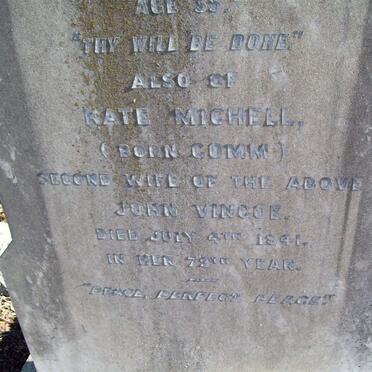 AGE 55.
"THY WILL BE DONE"
ALSO OF
KATE MICHELL,
(BORN COMM)
SECOND WIFE OF THE ABOVE
JOHN VINCOE.
DIED JULY 4TH 1941.
IN HER 72ND YEAR.
"PEACE, PERFECT PEACE"